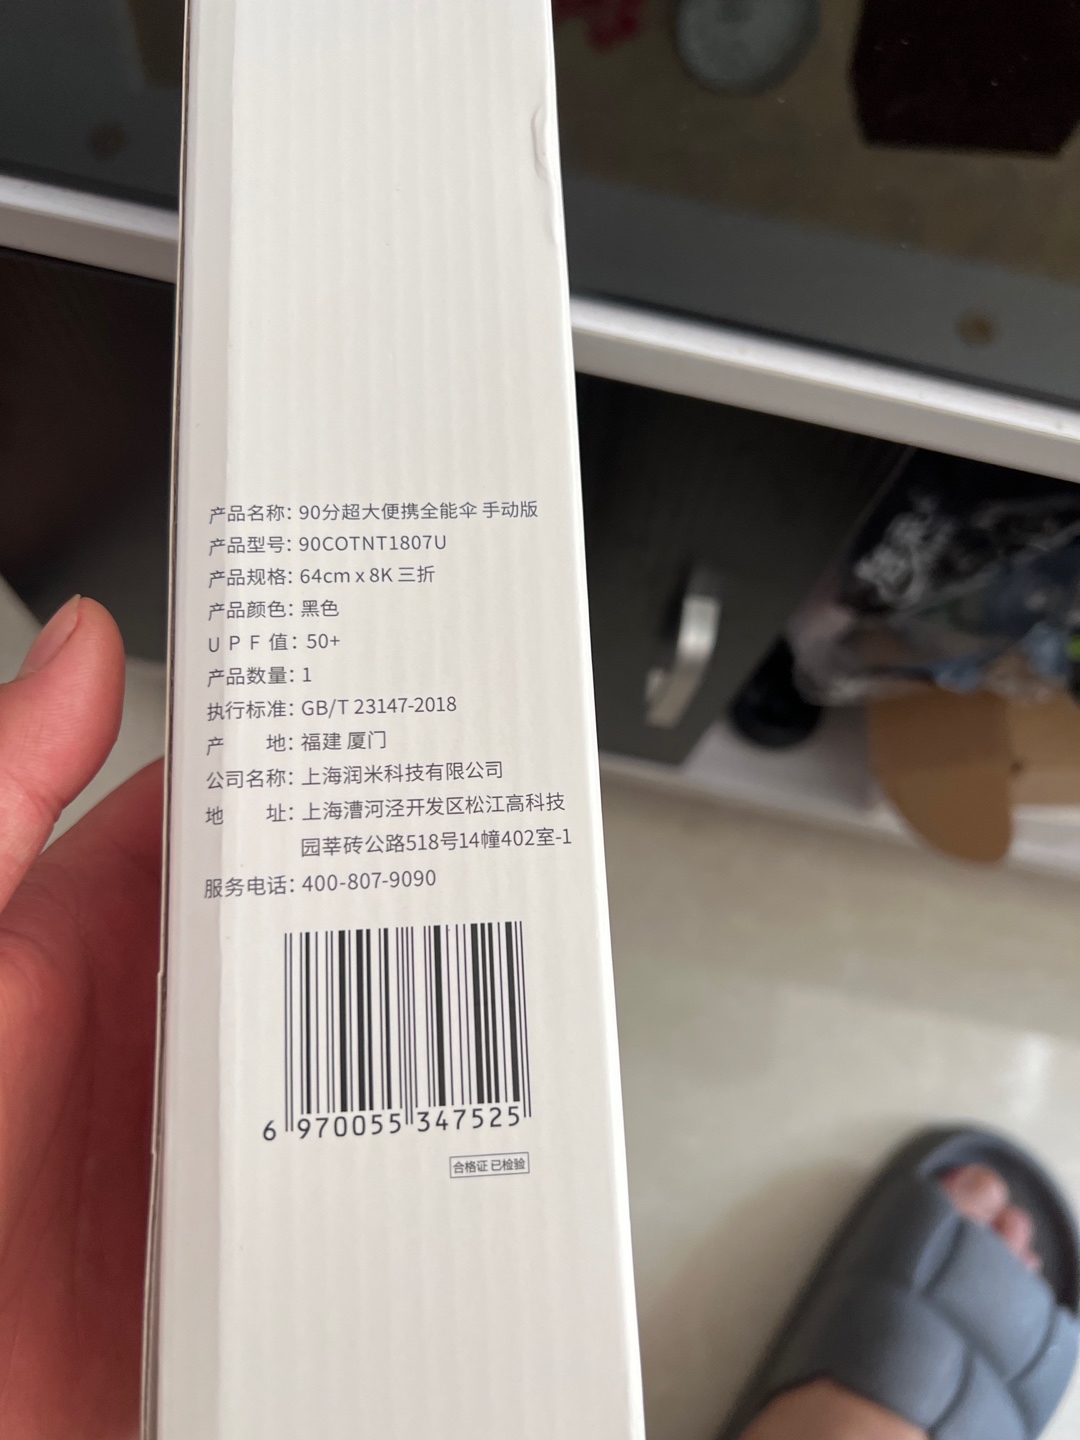 产品名称：90分超大便携全能伞 手动版
产品型号：90COTNT1807U
产品规格：64cm x 8K 三折
产品颜色：黑色
U P F 值：50+
产品数量：1
执行标准：GB/T 23147-2018
产 地：福建 厦门
公司名称：上海润米科技有限公司
地 址：上海漕河泾开发区松江高科技
园莘砖公路518号14幢402室-1
服务电话：400-807-9090
6 970055 347525
合格证 已检验